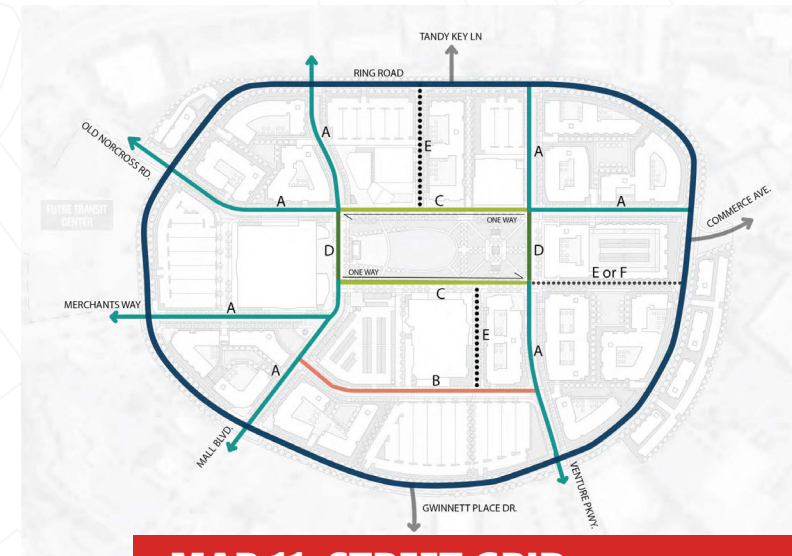 TANDY KEY LN
RING ROAD
OLD NORCROSS RD.
A
E
A
A
C
A
ONE WAY
COMMERCE AVE.
FUTRE TRANSIT
CENTER
D
D
ONE WAY
E or F
C
MERCHANTS WAY
A
E
A
A
B
MALL BLVD.
VENTURE PKWY.
GWINNETT PLACE DR.